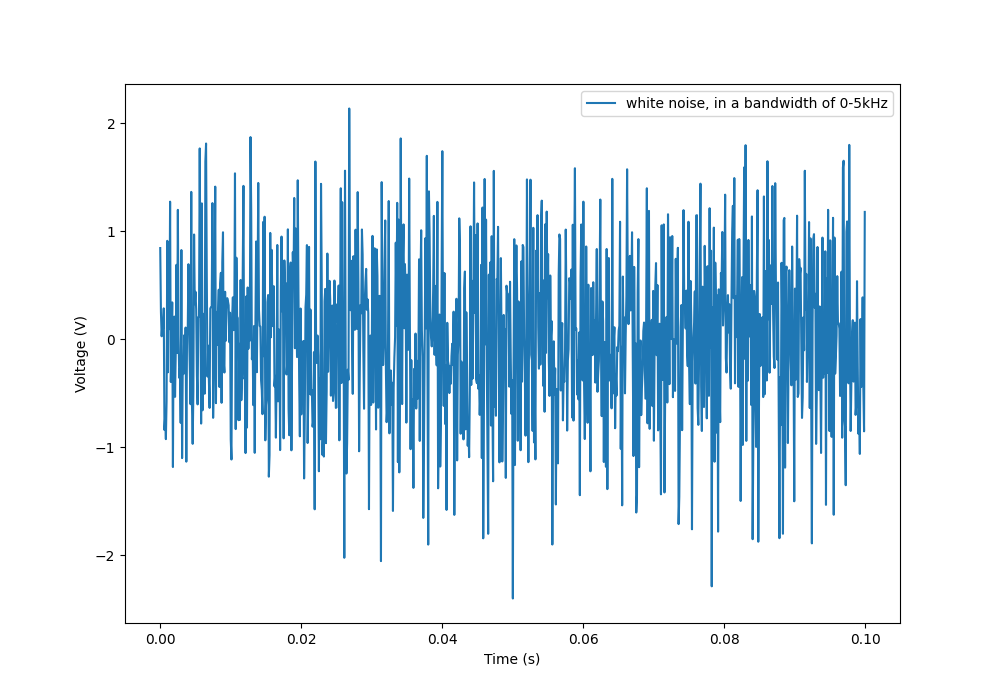 white noise, in a bandwidth of 0-5kHz
2
1
0
−1
−2
Voltage (V)
0.00 0.02 0.04 0.06 0.08 0.10
Time (s)